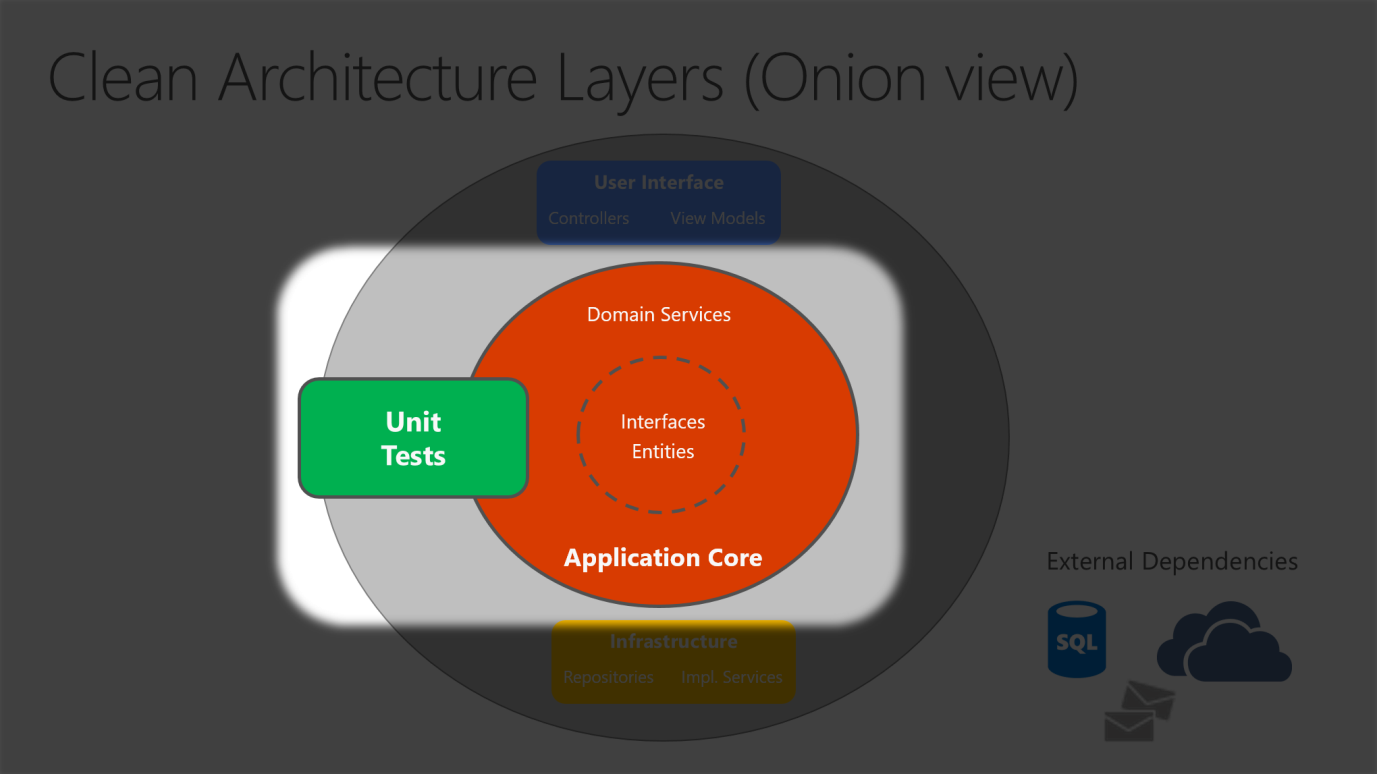 Clean Architecture Layers (Onion view)
User Interface
Controllers View Models
Domain Services
Unit
Tests
Interfaces
Entities
Application Core
External Dependencies
SQL
Infrastructure
Repositories Impl. Services